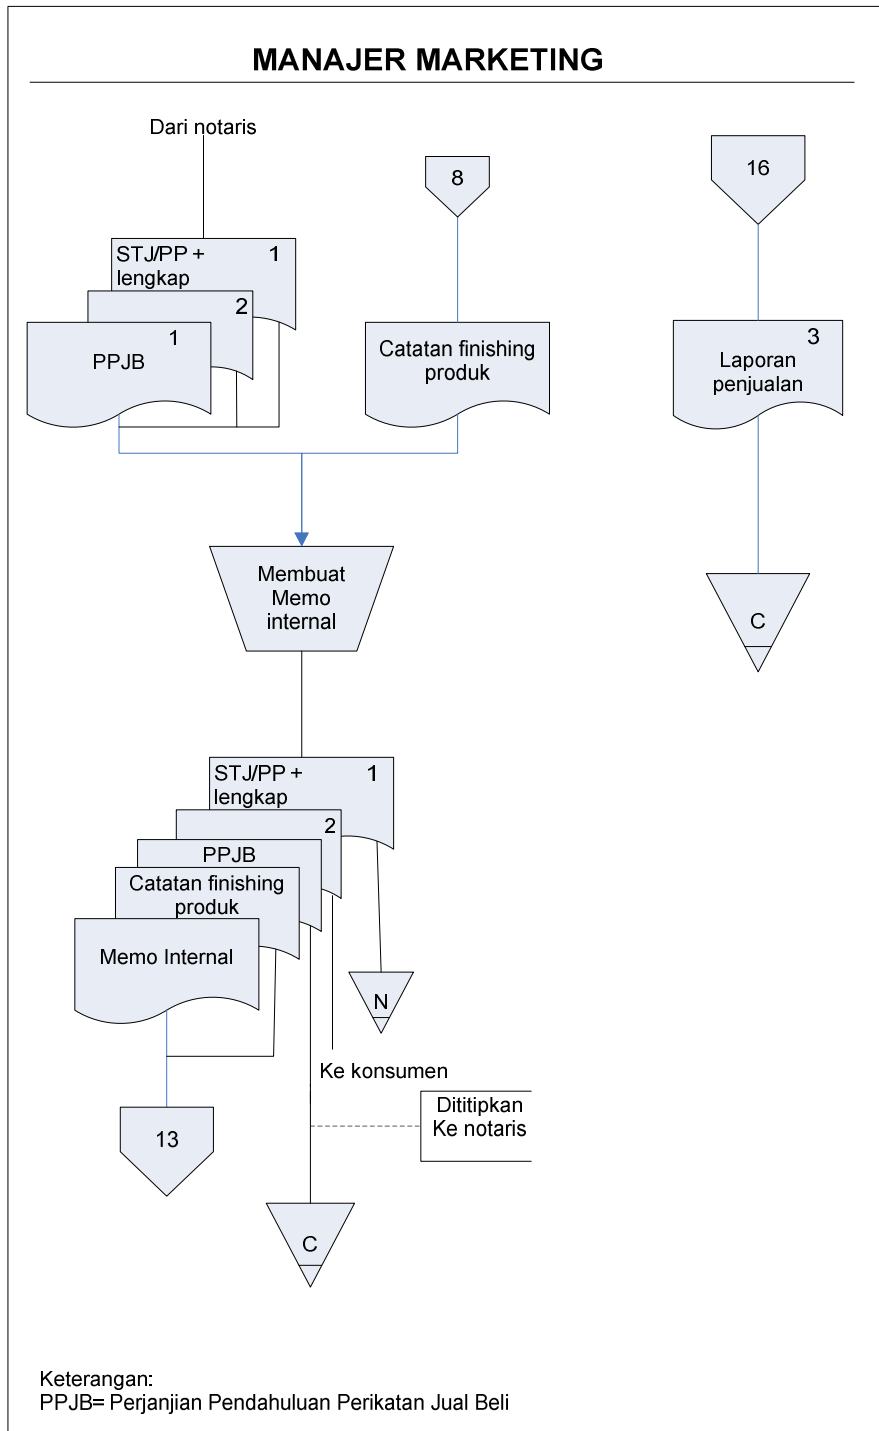 MANAJER MARKETING
Dari notaris
8
16
STJ/PP + 1
lengkap
2
1
PPJB
Catatan finishing
produk
3
Laporan
penjualan
Membuat
Memo
internal
C
STJ/PP + 1
lengkap
2
PPJB
Catatan finishing
produk
Memo Internal
N
Ke konsumen
Dititipkan
Ke notaris
13
C
Keterangan:
PPJB= Perjanjian Pendahuluan Perikatan Jual Beli